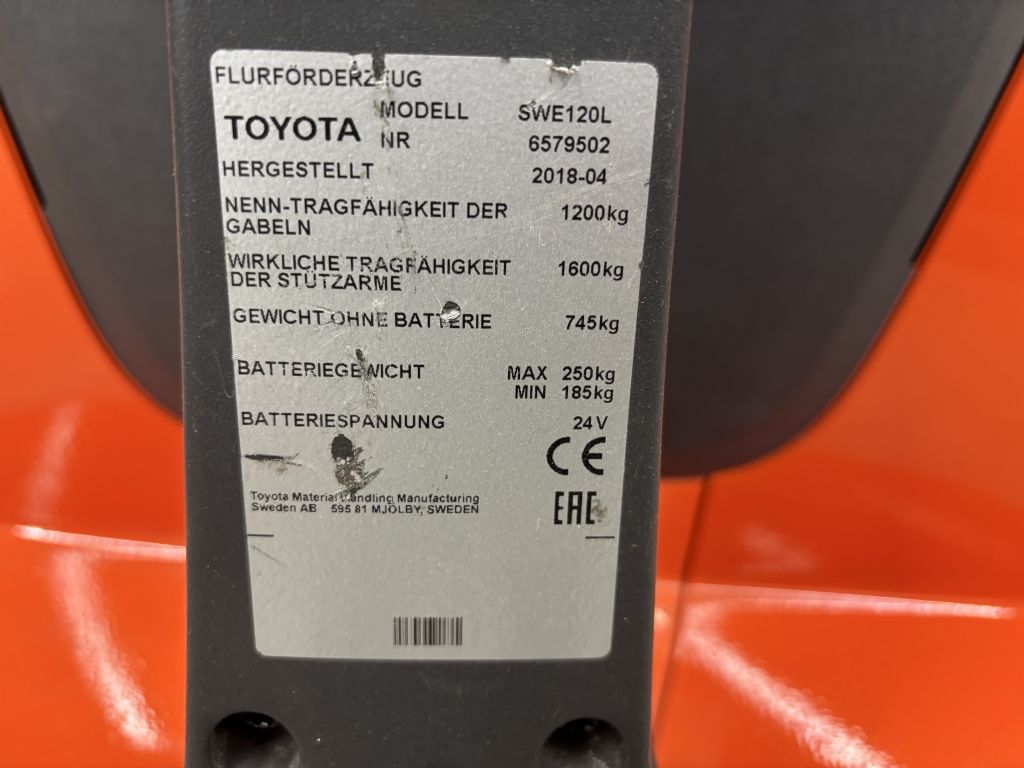 FLURFÖRDERZEUG
MODELL SWE120L
TOYOTA
NR 6579502
HERGESTELLT 2018-04
NENN-TRAGFÄHIGKEIT DER GABELN 1200kg
WIRKLICHE TRAGFÄHIGKEIT DER STÜTZARME 1600kg
GEWICHT OHNE BATTERIE 745kg
BATTERIEGEWICHT MAX 250kg
MIN 185kg
BATTERIESPANNUNG 24V
CE
Toyota Material Handling Manufacturing
Sweden AB 595 81 MJÖLBY, SWEDEN
EAC